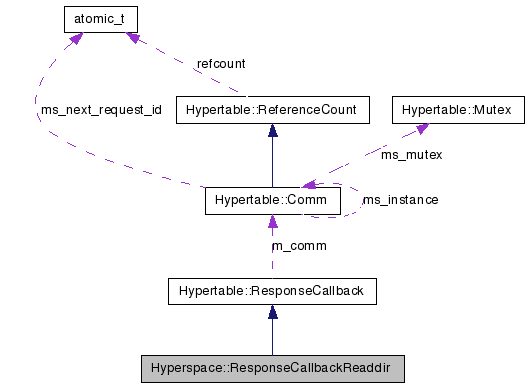 atomic_t
refcount
ms_next_request_id
Hypertable::ReferenceCount
Hypertable::Mutex
ms_mutex
Hypertable::Comm
ms_instance
m_comm
Hypertable::ResponseCallback
Hyperspace::ResponseCallbackReaddir